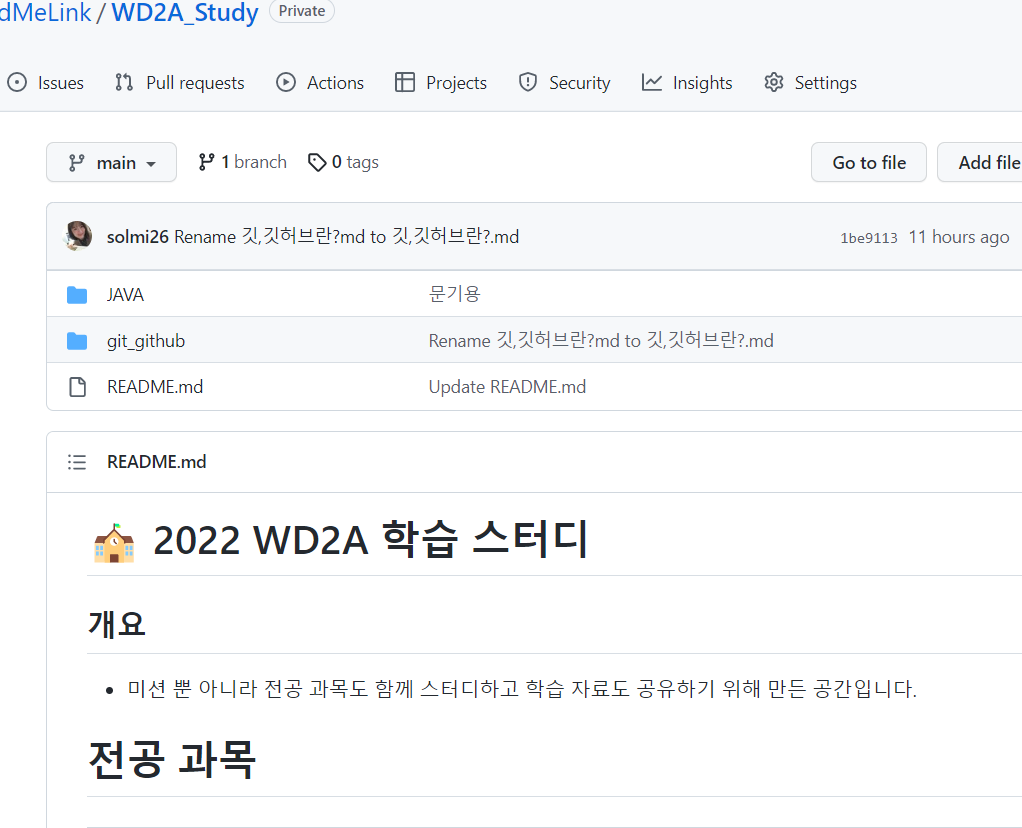 dMeLink / WD2A_Study Private
Issues Pull requests Actions Projects Security Insights Settings
main 1 branch 0 tags Go to file Add file
solmi26 Rename 깃,깃허브란?md to 깃,깃허브란?.md 1be9113 11 hours ago
JAVA 문기용
git_github Rename 깃,깃허브란?md to 깃,깃허브란?.md
README.md Update README.md
README.md
2022 WD2A 학습 스터디
개요
미션 뿐 아니라 전공 과목도 함께 스터디하고 학습 자료도 공유하기 위해 만든 공간입니다.
전공 과목